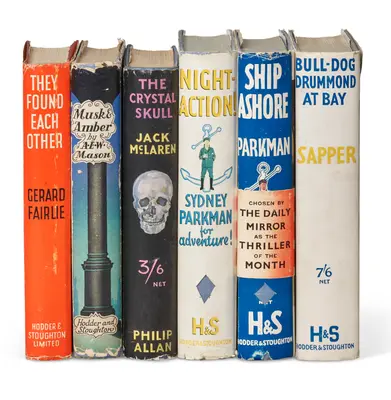 THEY
FOUND
EACH
OTHER
GERARD
FAIRLIE
HODDER &
STOUGHTON
LIMITED
Musk &
Amber
by
A.E.W.
Mason
Hodder and
Stoughton
THE
CRYSTAL
SKULL
JACK
McLAREN
3/6
NET
PHILIP
ALLAN
NIGHT-
ACTION!
SYDNEY
PARKMAN
for
adventure!
H&S
HODDER & STOUGHTON
SHIP
ASHORE
PARKMAN
CHOSEN BY
THE DAILY
MIRROR
AS THE
THRILLER
OF THE
MONTH
NET
H&S
HODDER & STOUGHTON
BULL-DOG
DRUMMOND
AT BAY
SAPPER
7/6
NET
H&S
HODDER & STOUGHTON